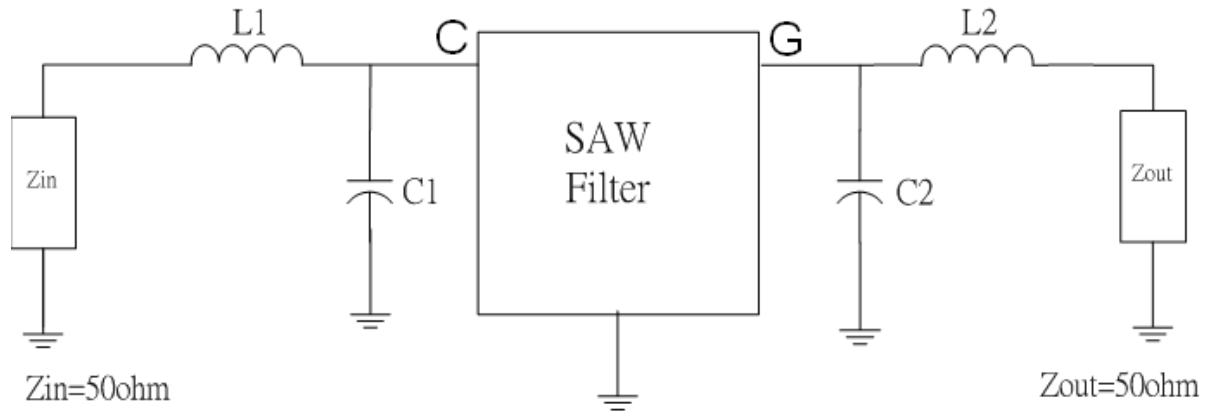 L1
C
G
L2
Zin
C1
SAW
Filter
C2
Zout
Zin=50ohm
Zout=50ohm